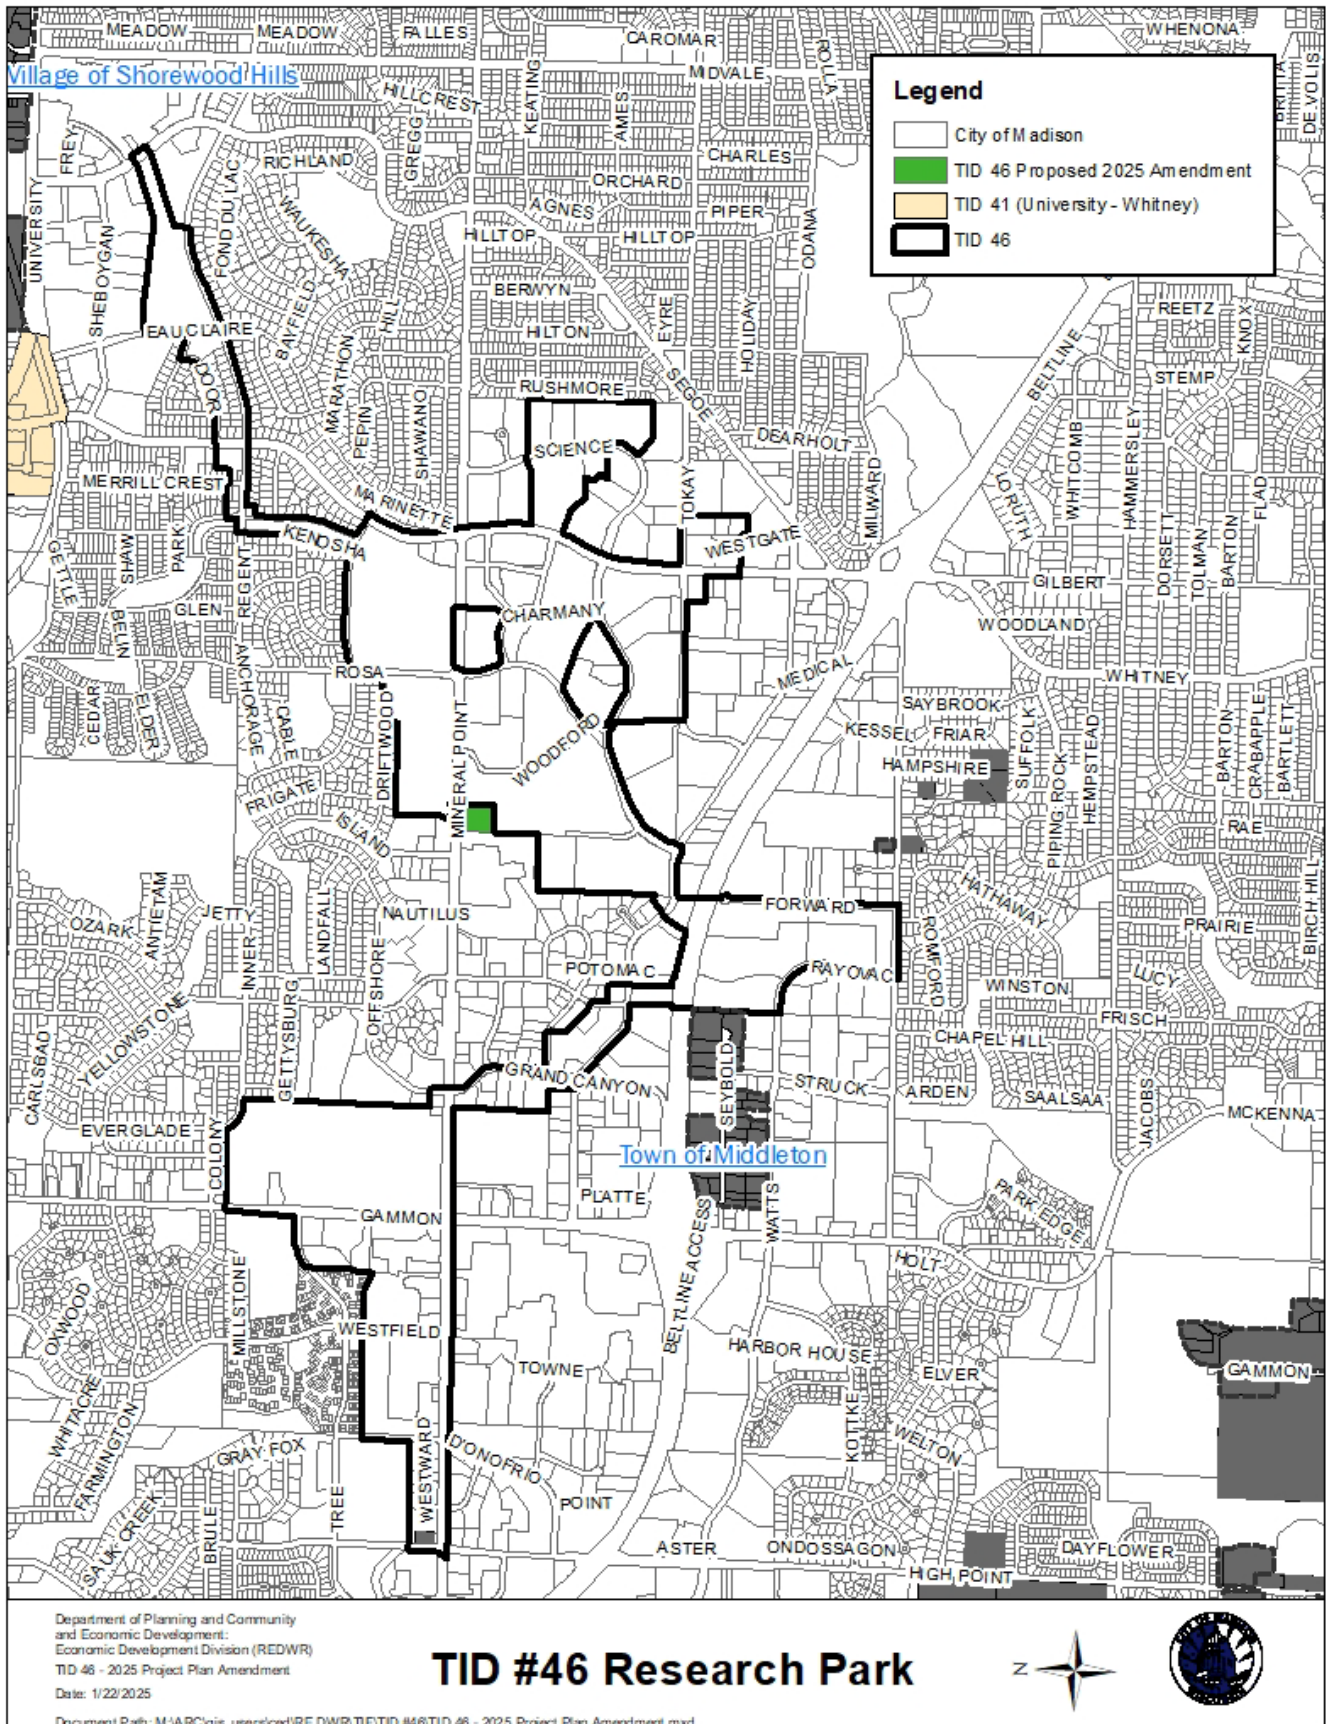 MEADOW
MEADOW
FALLES
CAROMAR
WHENONA
Village of Shorewood Hills
MIDVALE
ROLLA
HILLCREST
KEATING
AMES
GREGG
DEVOLIS
Legend
City of Madison
TID 46 Proposed 2025 Amendment
TID 41 (University - Whitney)
TID 46
FREY
RICHLAND
CHARLES
ORCHARD
UNIVERSITY
SHEBOYGAN
FOND DU LAC
WAUKESHA
AGNES
PIPER
HILLTOP
HILLTOP
ODANA
BERWYN
BAYFIELD
HILL
EYRE
HOLIDAY
REETZ
KNOX
EAU CLAIRE
HILTON
MARATHON
BELTLINE
DOOR
PEPIN
SHAWANO
RUSHMORE
SEGOE
STEMP
SCIENCE
DEARHOLT
WHITCOMB
HAMMERSLEY
MERRILL CREST
MARINETTE
TOKAY
MILWARD
LORUTH
FLAD
GETTLE
SHAW
PARK
KENOSHA
WESTGATE
DORSETT
TOLMAN
BARTON
REGENT
GILBERT
GLEN
BELIN
CHARMANY
WOODLAND
ROSA
MEDICAL
WHITNEY
CEDAR
ELDER
ANCHORAGE
CABLE
DRIFTWOOD
MINERAL POINT
WOODFORD
SAYBROOK
KESSEL
FRIAR
SUFFOLK
HEMPSTEAD
BARTON
CRABAPPLE
BARTLETT
HAMPSHIRE
FRIGATE
ISLAND
PIPING ROCK
RAE
OZARK
ANTIETAM
JETTY
INNER
LANDFALL
NAUTILUS
FORWARD
HATHAWAY
ROMFORD
PRAIRIE
BIRCH HILL
OFFSHORE
POTOMAC
RAYOVAC
WINSTON
LUCY
YELLOWSTONE
GETTYSBURG
FRISCH
CARLSBAD
CHAPEL HILL
SEYBOLD
GRAND CANYON
STRUCK
ARDEN
SAALSAA
JACOBS
MCKENNA
EVERGLADE
COLONY
Town of Middleton
PLATTE
GAMMON
BELTLINE ACCESS
WATTS
PARK EDGE
HOLT
OXWOOD
MILLSTONE
WESTFIELD
TOWNE
HARBOR HOUSE
ELVER
GAMMON
WHITACRE
FARMINGTON
GRAY FOX
WESTWARD
D'ONOFRIO
KOTTKE
WELTON
SAUK CREEK
BRULE
TREE
POINT
ASTER
ONDOSSAGON
DAYFLOWER
HIGH POINT
Department of Planning and Community
and Economic Development:
Economic Development Division (REDWR)
TID 46 - 2025 Project Plan Amendment
Date: 1/22/2025
TID #46 Research Park
N